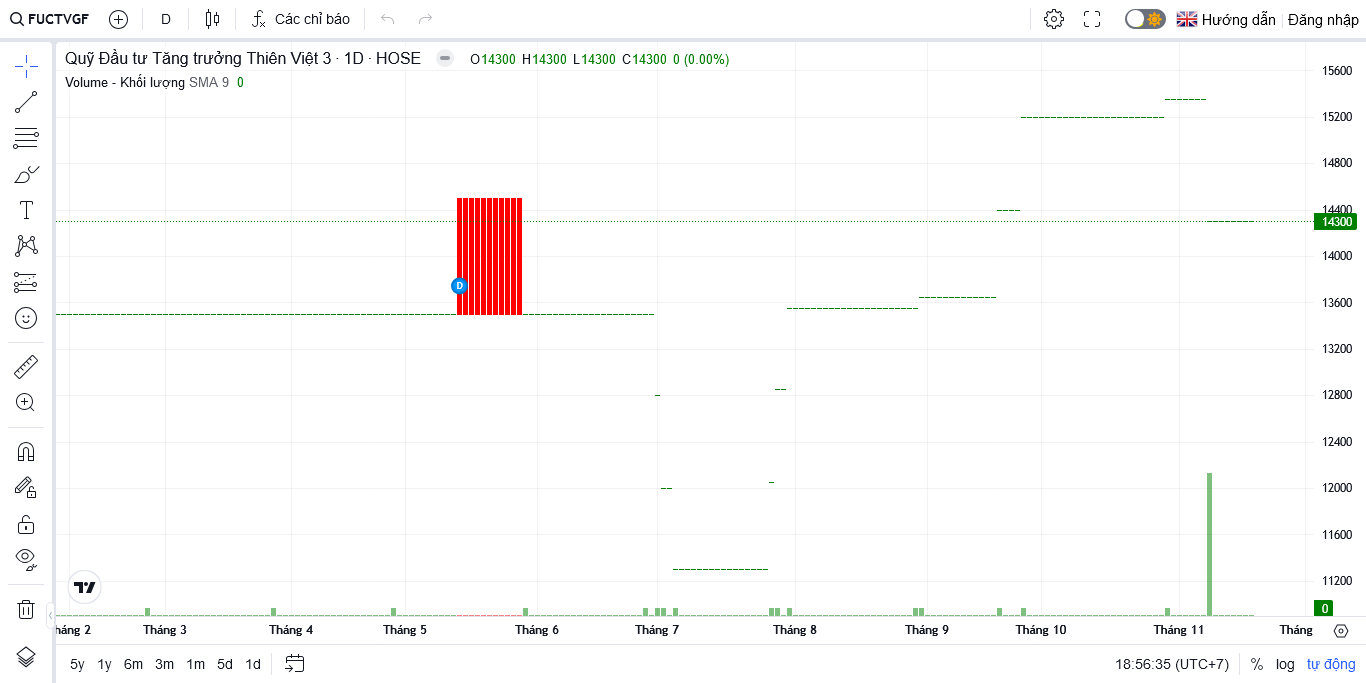 FUCTVGF D Các chỉ báo Hướng dẫn Đăng nhập
Quỹ Đầu tư Tăng trưởng Thiên Việt 3 · 1D · HOSE O14300 H14300 L14300 C14300 0 (0.00%)
Volume - Khối lượng SMA 9 0
15600
15200
14800
14400
14300
14000
D
13600
13200
12800
12400
12000
11600
11200
0
háng 2 Tháng 3 Tháng 4 Tháng 5 Tháng 6 Tháng 7 Tháng 8 Tháng 9 Tháng 10 Tháng 11 Tháng
5y 1y 6m 3m 1m 5d 1d 18:56:35 (UTC+7) % log tự động